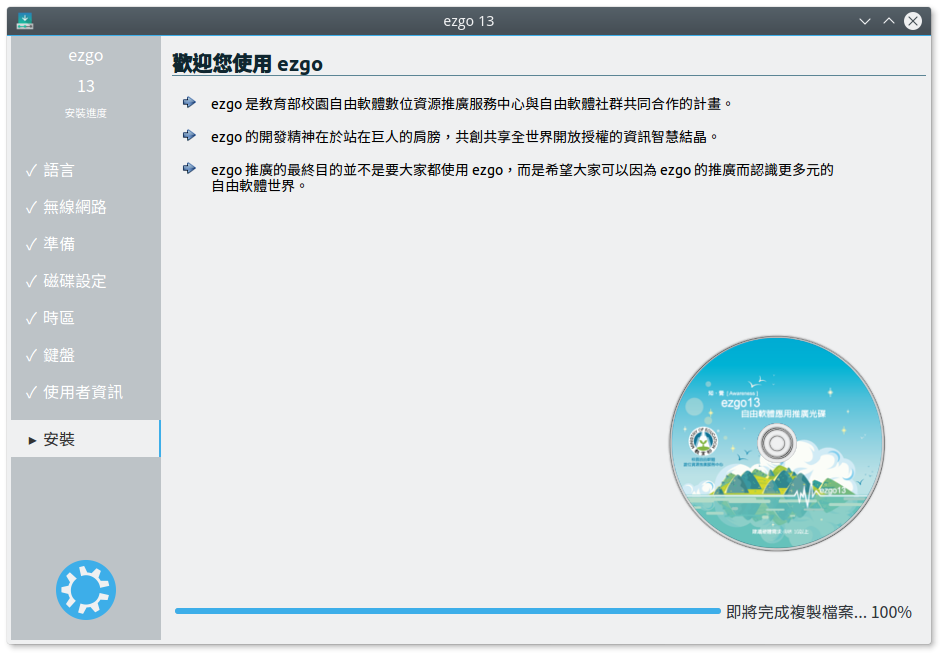 ezgo 13
ezgo
13
安裝進度
✓ 語言
✓ 無線網路
✓ 準備
✓ 磁碟設定
✓ 時區
✓ 鍵盤
✓ 使用者資訊
▸ 安裝
歡迎您使用 ezgo
ezgo 是教育部校園自由軟體數位資源推廣服務中心與自由軟體社群共同合作的計畫。
ezgo 的開發精神在於站在巨人的肩膀，共創共享全世界開放授權的資訊智慧結晶。
ezgo 推廣的最終目的並不是要大家都使用 ezgo，而是希望大家可以因為 ezgo 的推廣而認識更多元的
自由軟體世界。
[Awareness]
ezgo13
自由軟體應用推廣光碟
ezgo13
即將完成複製檔案... 100%